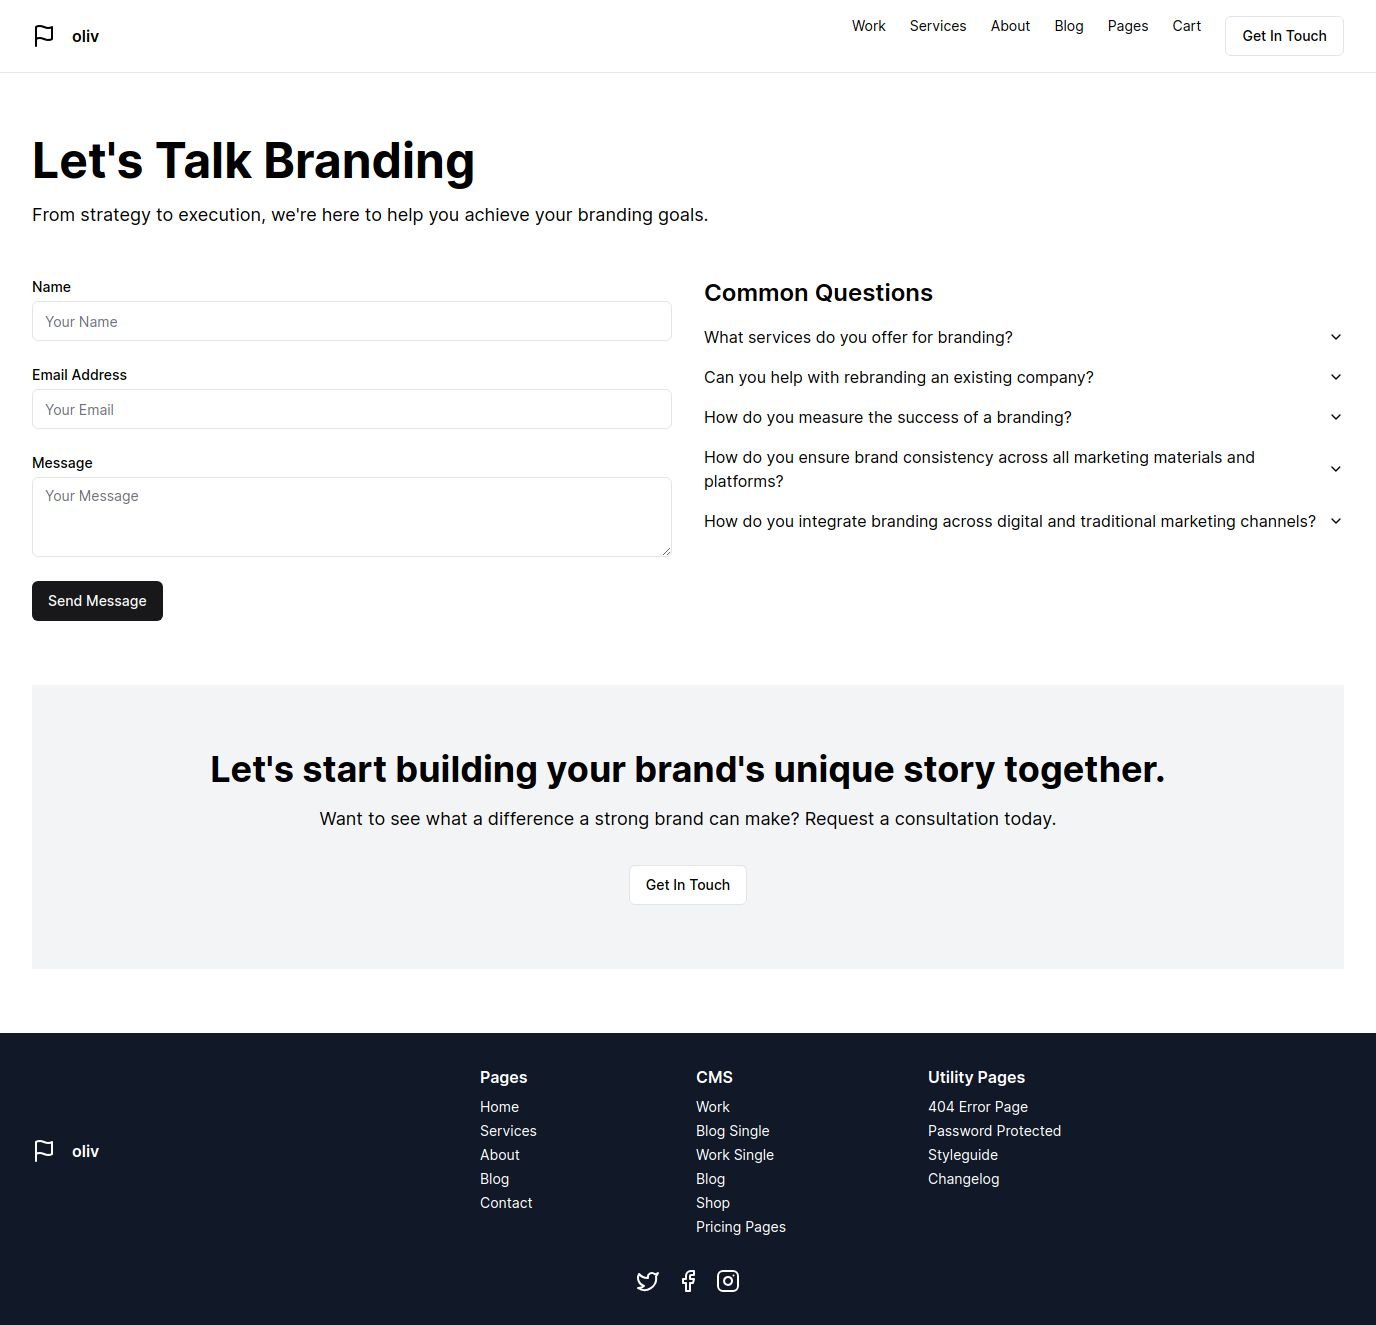 oliv
Work Services About Blog Pages Cart Get In Touch
Let's Talk Branding
From strategy to execution, we're here to help you achieve your branding goals.
Name
Your Name
Email Address
Your Email
Message
Your Message
Send Message
Common Questions
What services do you offer for branding?
Can you help with rebranding an existing company?
How do you measure the success of a branding?
How do you ensure brand consistency across all marketing materials and
platforms?
How do you integrate branding across digital and traditional marketing channels?
Let's start building your brand's unique story together.
Want to see what a difference a strong brand can make? Request a consultation today.
Get In Touch
oliv
Pages
Home
Services
About
Blog
Contact
CMS
Work
Blog Single
Work Single
Blog
Shop
Pricing Pages
Utility Pages
404 Error Page
Password Protected
Styleguide
Changelog